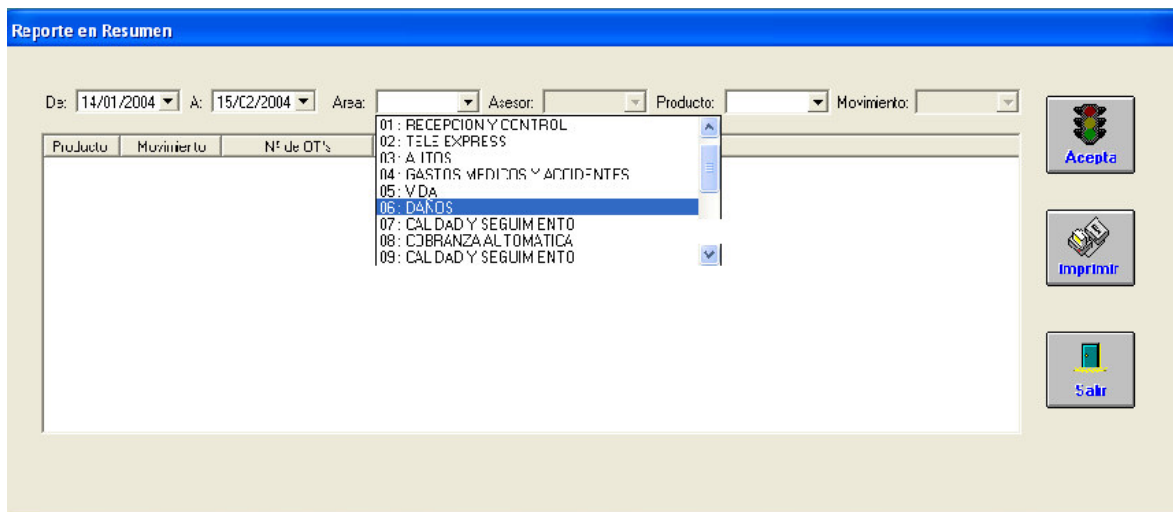 Reporte en Resumen
De: 14/01/2004 A: 15/02/2004 Area: Asesor: Producto: Movimiento:
01 : RECEPCION Y CONTROL
02 : TELE EXPRESS
03 : AUTOS
04 : GASTOS MEDICOS Y ACCIDENTES
05 : VIDA
06 : DAÑOS
07 : CALIDAD Y SEGUIMIENTO
08 : COBRANZA AUTOMATICA
09 : CALIDAD Y SEGUIMIENTO
Producto Movimiento Nº de OT's
Acepta
Imprimir
Salir